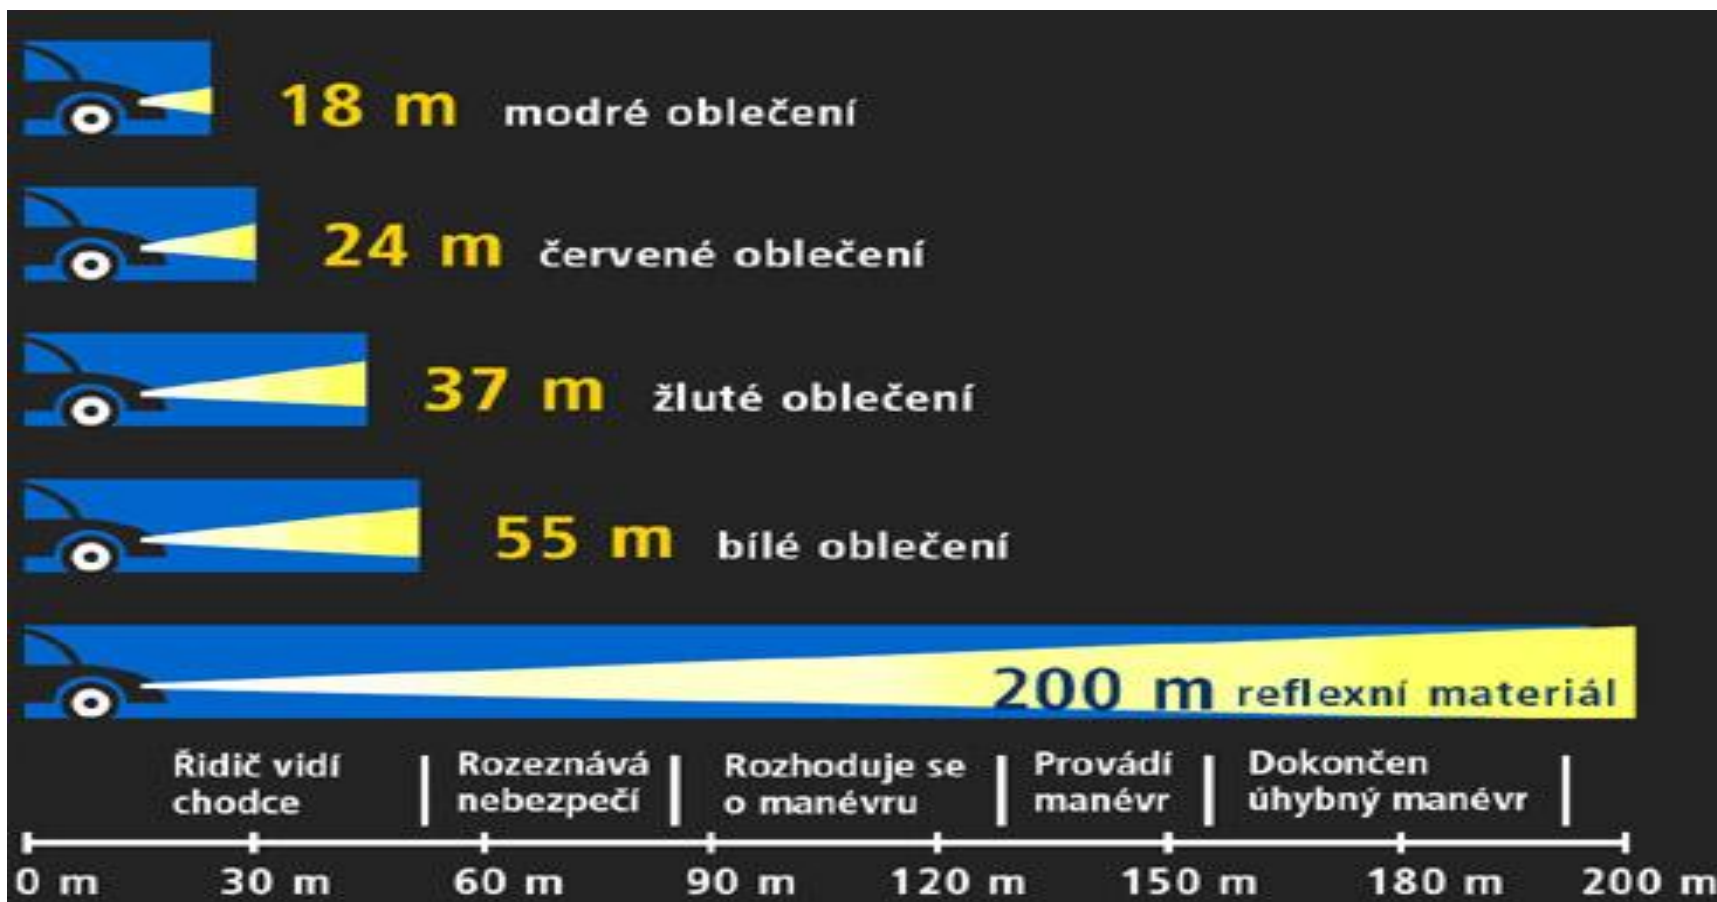 18 m modré oblečení
24 m červené oblečení
37 m žluté oblečení
55 m bílé oblečení
200 m reflexní materiál
Řidič vidí
chodce
Rozeznává
nebezpečí
Rozhoduje se
o manévru
Provádí
manévr
Dokončen
úhybný manévr
0 m 30 m 60 m 90 m 120 m 150 m 180 m 200 m